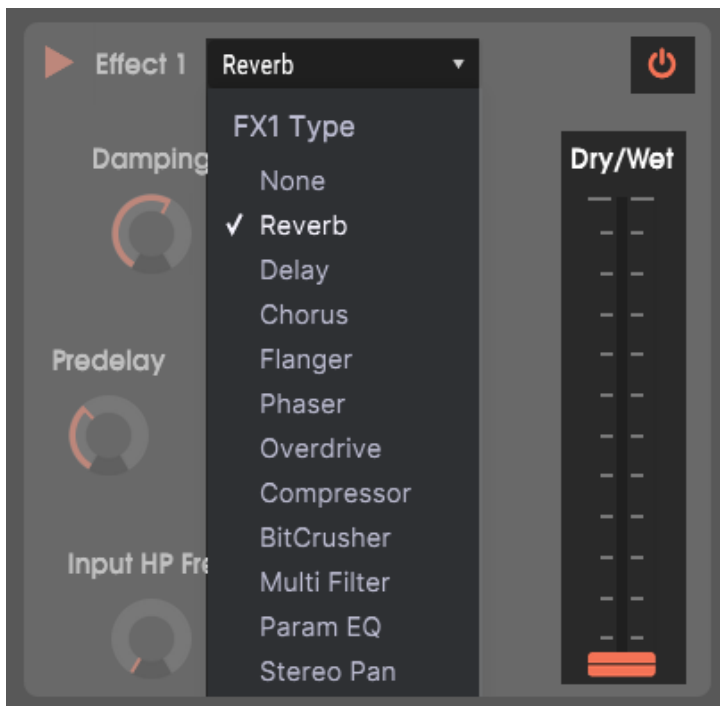 Effect 1
Reverb
FX1 Type
Damping
Dry/Wet
None
✓ Reverb
Delay
Chorus
Flanger
Predelay
Phaser
Overdrive
Compressor
BitCrusher
Input HP Fre
Multi Filter
Param EQ
Stereo Pan